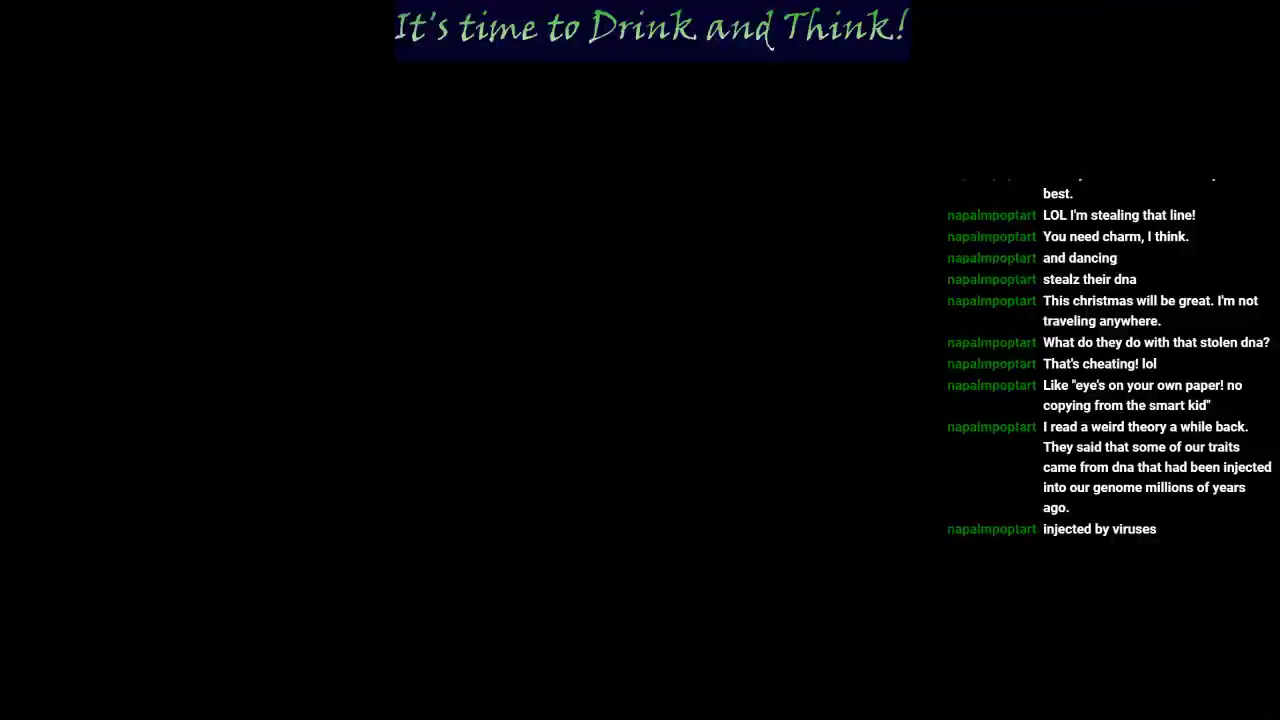 It's time to Drink and Think!
best.
napalmpoptart LOL I'm stealing that line!
napalmpoptart You need charm, I think.
napalmpoptart and dancing
napalmpoptart stealz their dna
napalmpoptart This christmas will be great. I'm not
traveling anywhere.
napalmpoptart What do they do with that stolen dna?
napalmpoptart That's cheating! lol
napalmpoptart Like "eye's on your own paper! no
copying from the smart kid"
napalmpoptart I read a weird theory a while back.
They said that some of our traits
came from dna that had been injected
into our genome millions of years
ago.
napalmpoptart injected by viruses